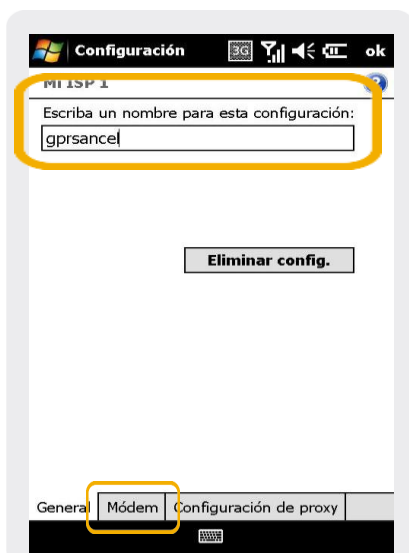 Configuración 3G ok
Mi ISP 1
Escriba un nombre para esta configuración:
gprsancel
Eliminar config.
General Módem Configuración de proxy